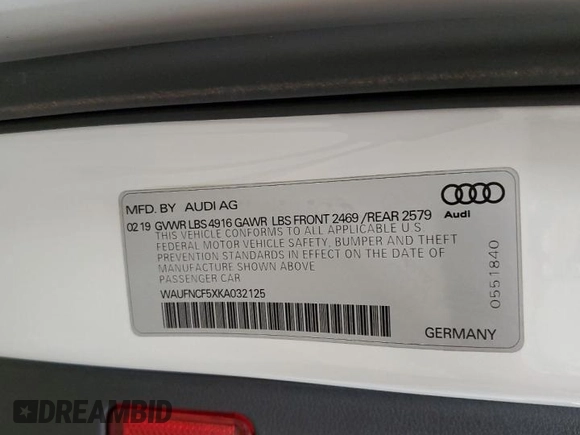 MFD. BY AUDI AG
02 19 GVWR LBS 4916 GAWR LBS FRONT 2469 /REAR 2579
THIS VEHICLE CONFORMS TO ALL APPLICABLE U.S.
FEDERAL MOTOR VEHICLE SAFETY, BUMPER AND THEFT
PREVENTION STANDARDS IN EFFECT ON THE DATE OF
MANUFACTURE SHOWN ABOVE
PASSENGER CAR
WAUFNCF5XKA032125
Audi
0551840
GERMANY
DREAMBID